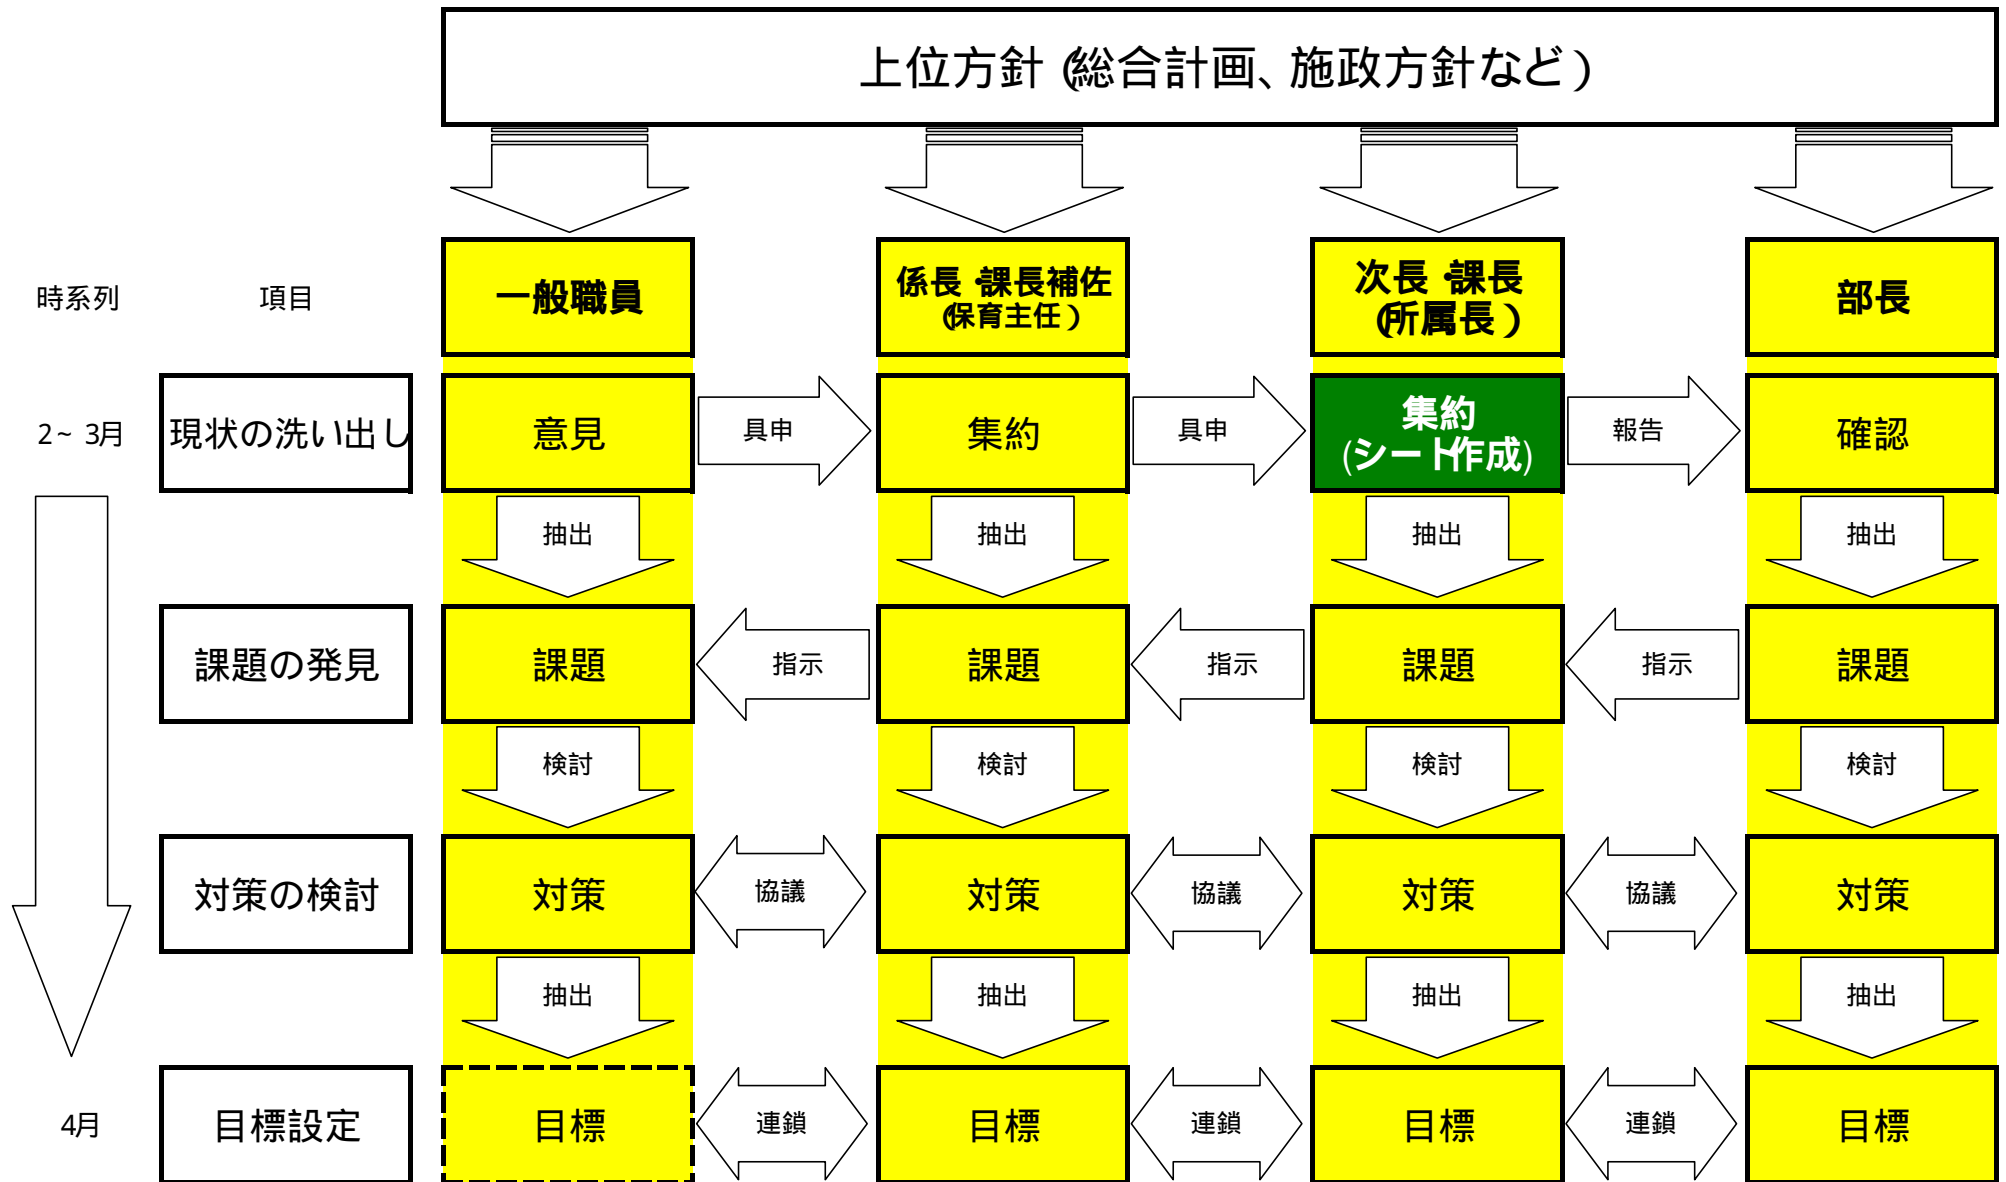 上位方針(総合計画、施政方針など)
時系列
項目
一般職員
係長・課長補佐
(保育主任)
次長・課長
(所属長)
部長
2~3月
現状の洗い出し
意見
具申
集約
具申
集約
(シート作成)
報告
確認
抽出
抽出
抽出
抽出
課題の発見
課題
指示
課題
指示
課題
指示
課題
検討
検討
検討
検討
対策の検討
対策
協議
対策
協議
対策
協議
対策
抽出
抽出
抽出
抽出
4月
目標設定
目標
連鎖
目標
連鎖
目標
連鎖
目標